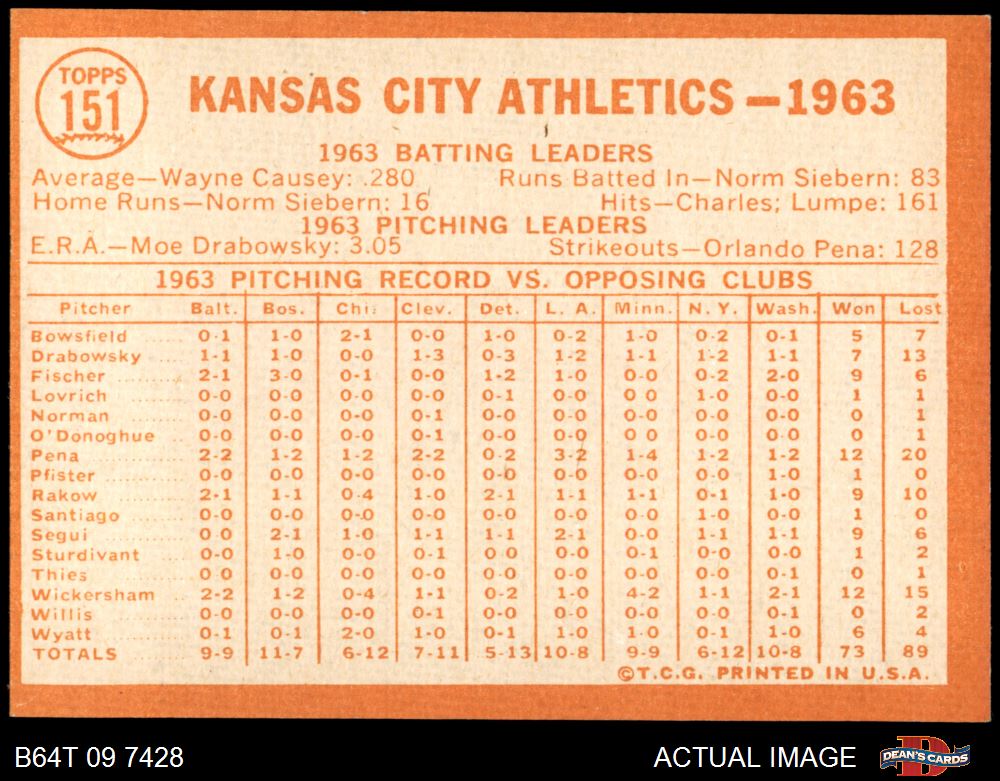 TOPPS
151
KANSAS CITY ATHLETICS—1963
1963 BATTING LEADERS
Average—Wayne Causey: .280 Runs Batted In—Norm Siebern: 83
Home Runs—Norm Siebern: 16 Hits—Charles; Lumpe: 161
1963 PITCHING LEADERS
E.R.A.—Moe Drabowsky: 3.05 Strikeouts—Orlando Pena: 128
1963 PITCHING RECORD VS. OPPOSING CLUBS
Pitcher Balt. Bos. Chi. Clev. Det. L. A. Minn. N. Y. Wash. Won Lost
Bowsfield 0-1 1-0 2-1 0-0 1-0 0-2 1-0 0-2 0-1 5 7
Drabowsky 1-1 1-0 0-0 1-3 0-3 1-2 1-1 1-2 1-1 7 13
Fischer 2-1 3-0 0-1 0-0 1-2 1-0 0-0 0-2 2-0 9 6
Lovrich 0-0 0-0 0-0 0-0 0-1 0-0 0 0 1-0 0-0 1 1
Norman 0-0 0-0 0-0 0-1 0-0 0-0 0-0 0-0 0-0 0 1
O'Donoghue 0-0 0-0 0-0 0-1 0-0 0-0 0 0 0-0 0-0 0 1
Pena 2-2 1-2 1-2 2-2 0-2 3-2 1-4 1-2 1-2 12 20
Pfister 0-0 0-0 0-0 0-0 0-0 0-0 0-0 0-0 1-0 1 0
Rakow 2-1 1-1 0-4 1-0 2-1 1-1 1-1 0-1 1-0 9 10
Santiago 0-0 0-0 0-0 0-0 0-0 0-0 0-0 1-0 0-0 1 0
Segui 0-0 2-1 1-0 1-1 1-1 2-1 0-0 1-1 1-1 9 6
Sturdivant 0-0 1-0 0-0 0-1 0 0 0-0 0-1 0-0 0-0 1 2
Thies 0 0 0-0 0-0 0-0 0-0 0-0 0-0 0-0 0-1 0 1
Wickersham 2-2 1-2 0-4 1-1 0-2 1-0 4-2 1-1 2-1 12 15
Willis 0-0 0-0 0-0 0-1 0-0 0-0 0-0 0-0 0-1 0 2
Wyatt 0-1 0-1 2-0 1-0 0-1 1-0 1-0 0-1 1-0 6 4
TOTALS 9-9 11-7 6-12 7-11 5-13 10-8 9-9 6-12 10-8 73 89
©T.C.G. PRINTED IN U.S.A.
B64T 09 7428 ACTUAL IMAGE DEAN'S CARDS